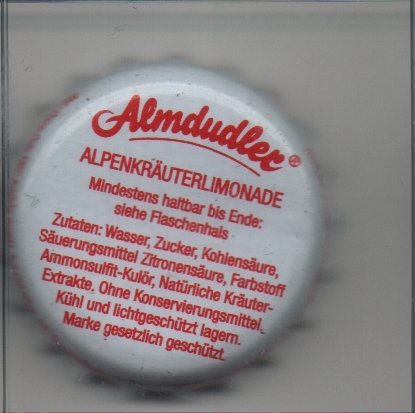 Almdudler®
ALPENKRÄUTERLIMONADE
Mindestens haltbar bis Ende:
siehe Flaschenhals
Zutaten: Wasser, Zucker, Kohlensäure,
Säuerungsmittel Zitronensäure, Farbstoff
Ammonsulfit-Kulör, Natürliche Kräuter-
Extrakte. Ohne Konservierungsmittel.
Kühl und lichtgeschützt lagern.
Marke gesetzlich geschützt.